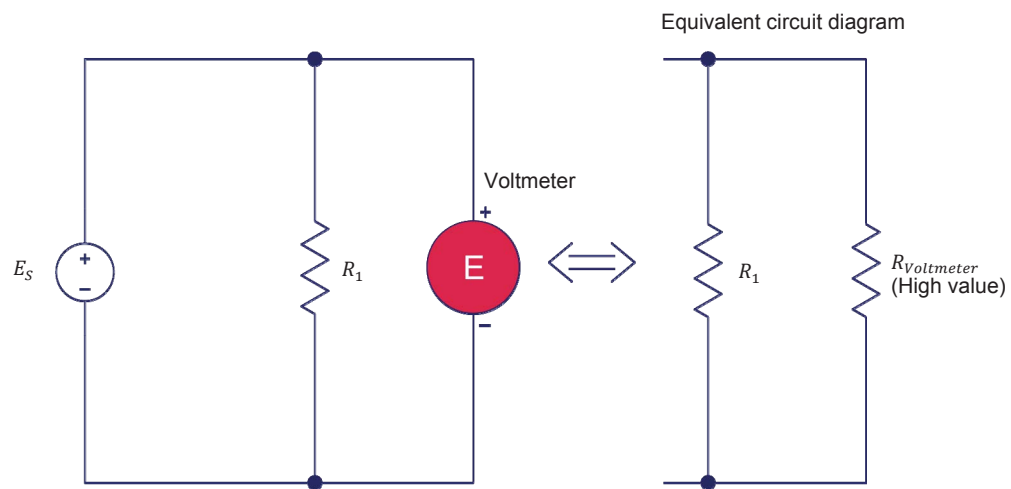 Equivalent circuit diagram
Voltmeter
+
E
-
+
-
E_S
R_1
R_1
R_Voltmeter
(High value)